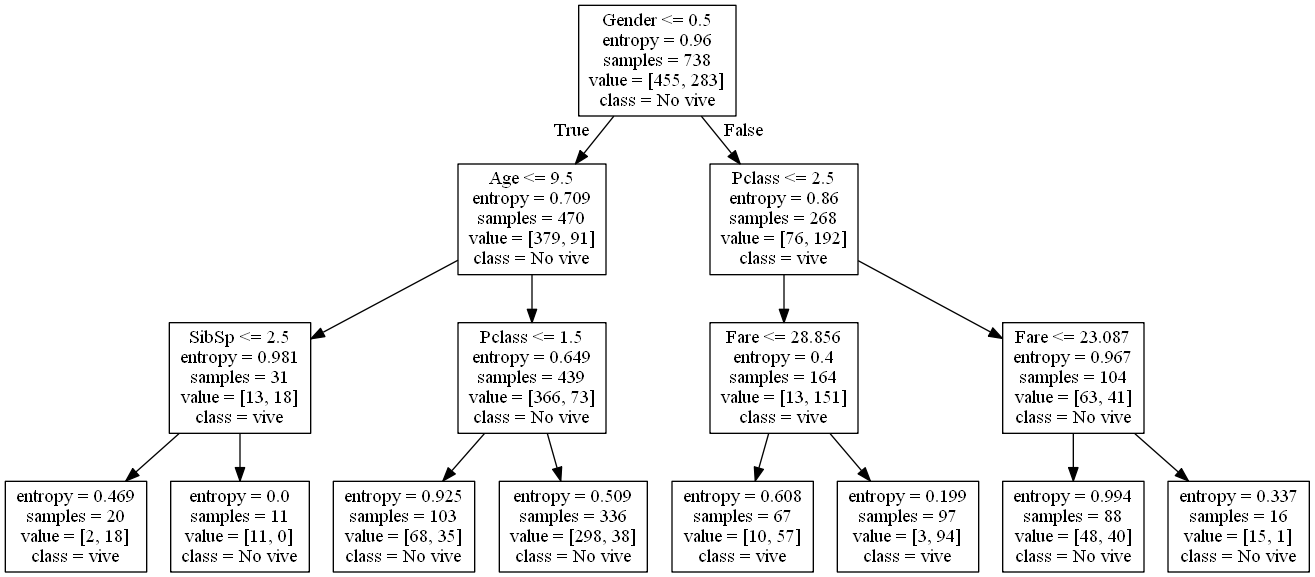 Gender <= 0.5
entropy = 0.96
samples = 738
value = [455, 283]
class = No vive
True
False
Age <= 9.5
entropy = 0.709
samples = 470
value = [379, 91]
class = No vive
Pclass <= 2.5
entropy = 0.86
samples = 268
value = [76, 192]
class = vive
SibSp <= 2.5
entropy = 0.981
samples = 31
value = [13, 18]
class = vive
Pclass <= 1.5
entropy = 0.649
samples = 439
value = [366, 73]
class = No vive
Fare <= 28.856
entropy = 0.4
samples = 164
value = [13, 151]
class = vive
Fare <= 23.087
entropy = 0.967
samples = 104
value = [63, 41]
class = No vive
entropy = 0.469
samples = 20
value = [2, 18]
class = vive
entropy = 0.0
samples = 11
value = [11, 0]
class = No vive
entropy = 0.925
samples = 103
value = [68, 35]
class = No vive
entropy = 0.509
samples = 336
value = [298, 38]
class = No vive
entropy = 0.608
samples = 67
value = [10, 57]
class = vive
entropy = 0.199
samples = 97
value = [3, 94]
class = vive
entropy = 0.994
samples = 88
value = [48, 40]
class = No vive
entropy = 0.337
samples = 16
value = [15, 1]
class = No vive